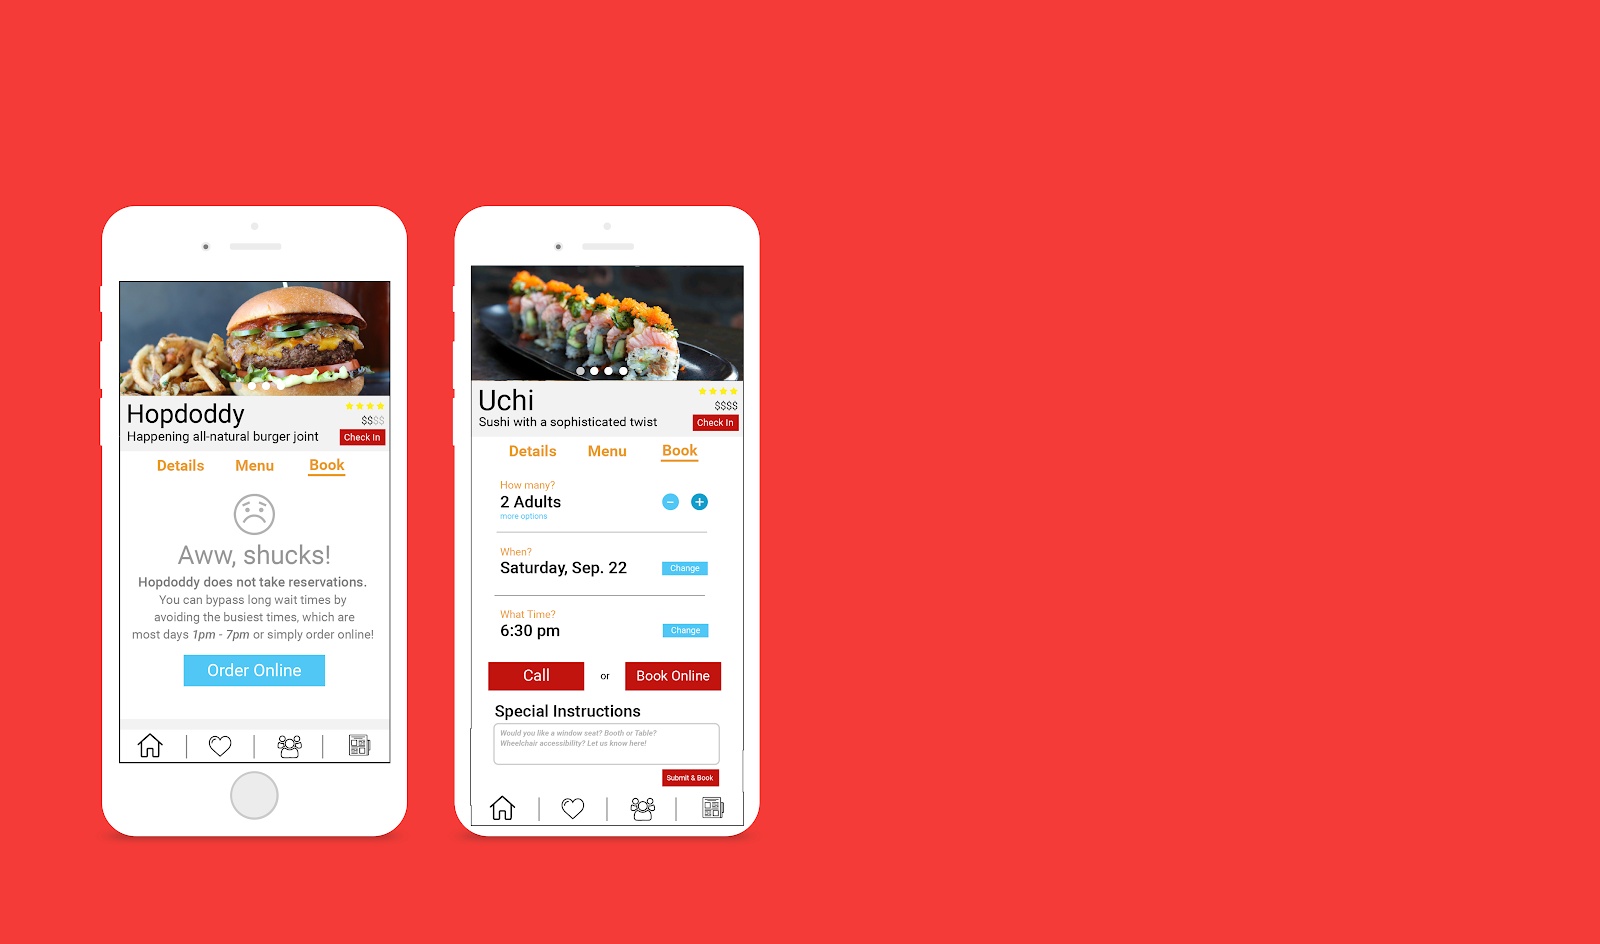 Hopdoddy
$$$$
Happening all-natural burger joint
Check In
Details Menu Book
Aww, shucks!
Hopdoddy does not take reservations.
You can bypass long wait times by
avoiding the busiest times, which are
most days 1pm - 7pm or simply order online!
Order Online
Uchi
$$$$
Sushi with a sophisticated twist
Check In
Details Menu Book
How many?
2 Adults
more options
When?
Saturday, Sep. 22
Change
What Time?
6:30 pm
Change
Call or Book Online
Special Instructions
Would you like a window seat? Booth or Table?
Wheelchair accessibility? Let us know here!
Submit & Book